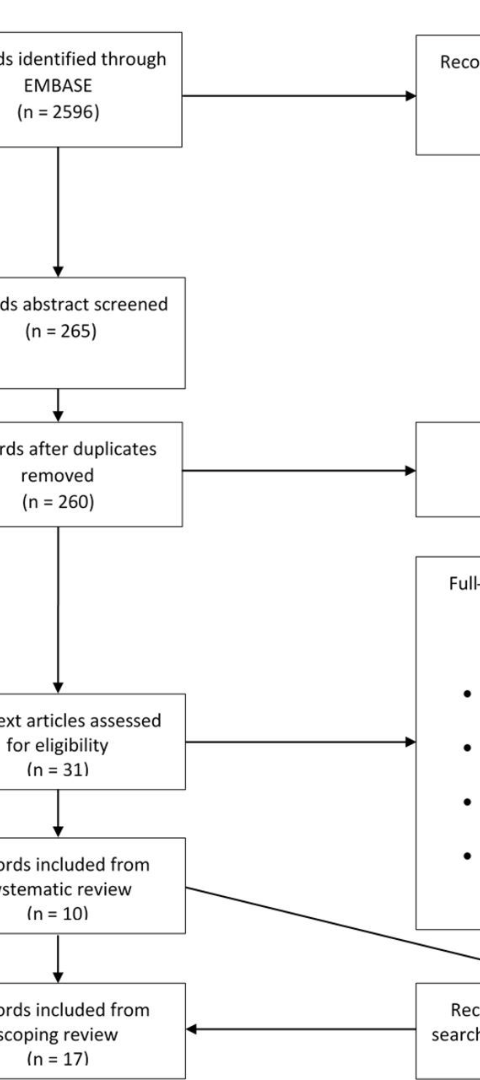 ds identified through
EMBASE
(n = 2596)
Reco
ds abstract screened
(n = 265)
rds after duplicates
removed
(n = 260)
Full-
ext articles assessed
for eligibility
(n = 31)
ords included from
ystematic review
(n = 10)
ords included from
scoping review
(n = 17)
Rec
search